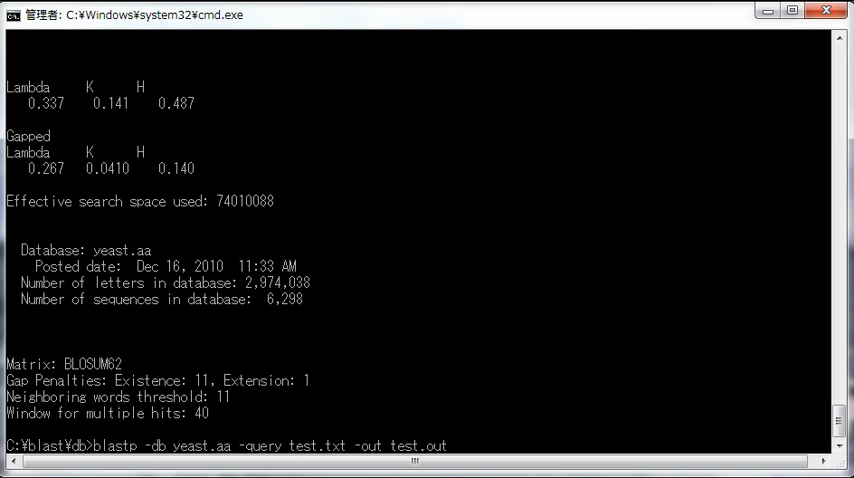 管理者: C:¥Windows¥system32¥cmd.exe
Lambda     K      H
   0.337    0.141    0.487
Gapped
Lambda     K      H
   0.267   0.0410    0.140
Effective search space used: 74010088
  Database: yeast.aa
    Posted date:  Dec 16, 2010  11:33 AM
  Number of letters in database: 2,974,038
  Number of sequences in database:  6,298
Matrix: BLOSUM62
Gap Penalties: Existence: 11, Extension: 1
Neighboring words threshold: 11
Window for multiple hits: 40
C:¥blast¥db>blastp -db yeast.aa -query test.txt -out test.out